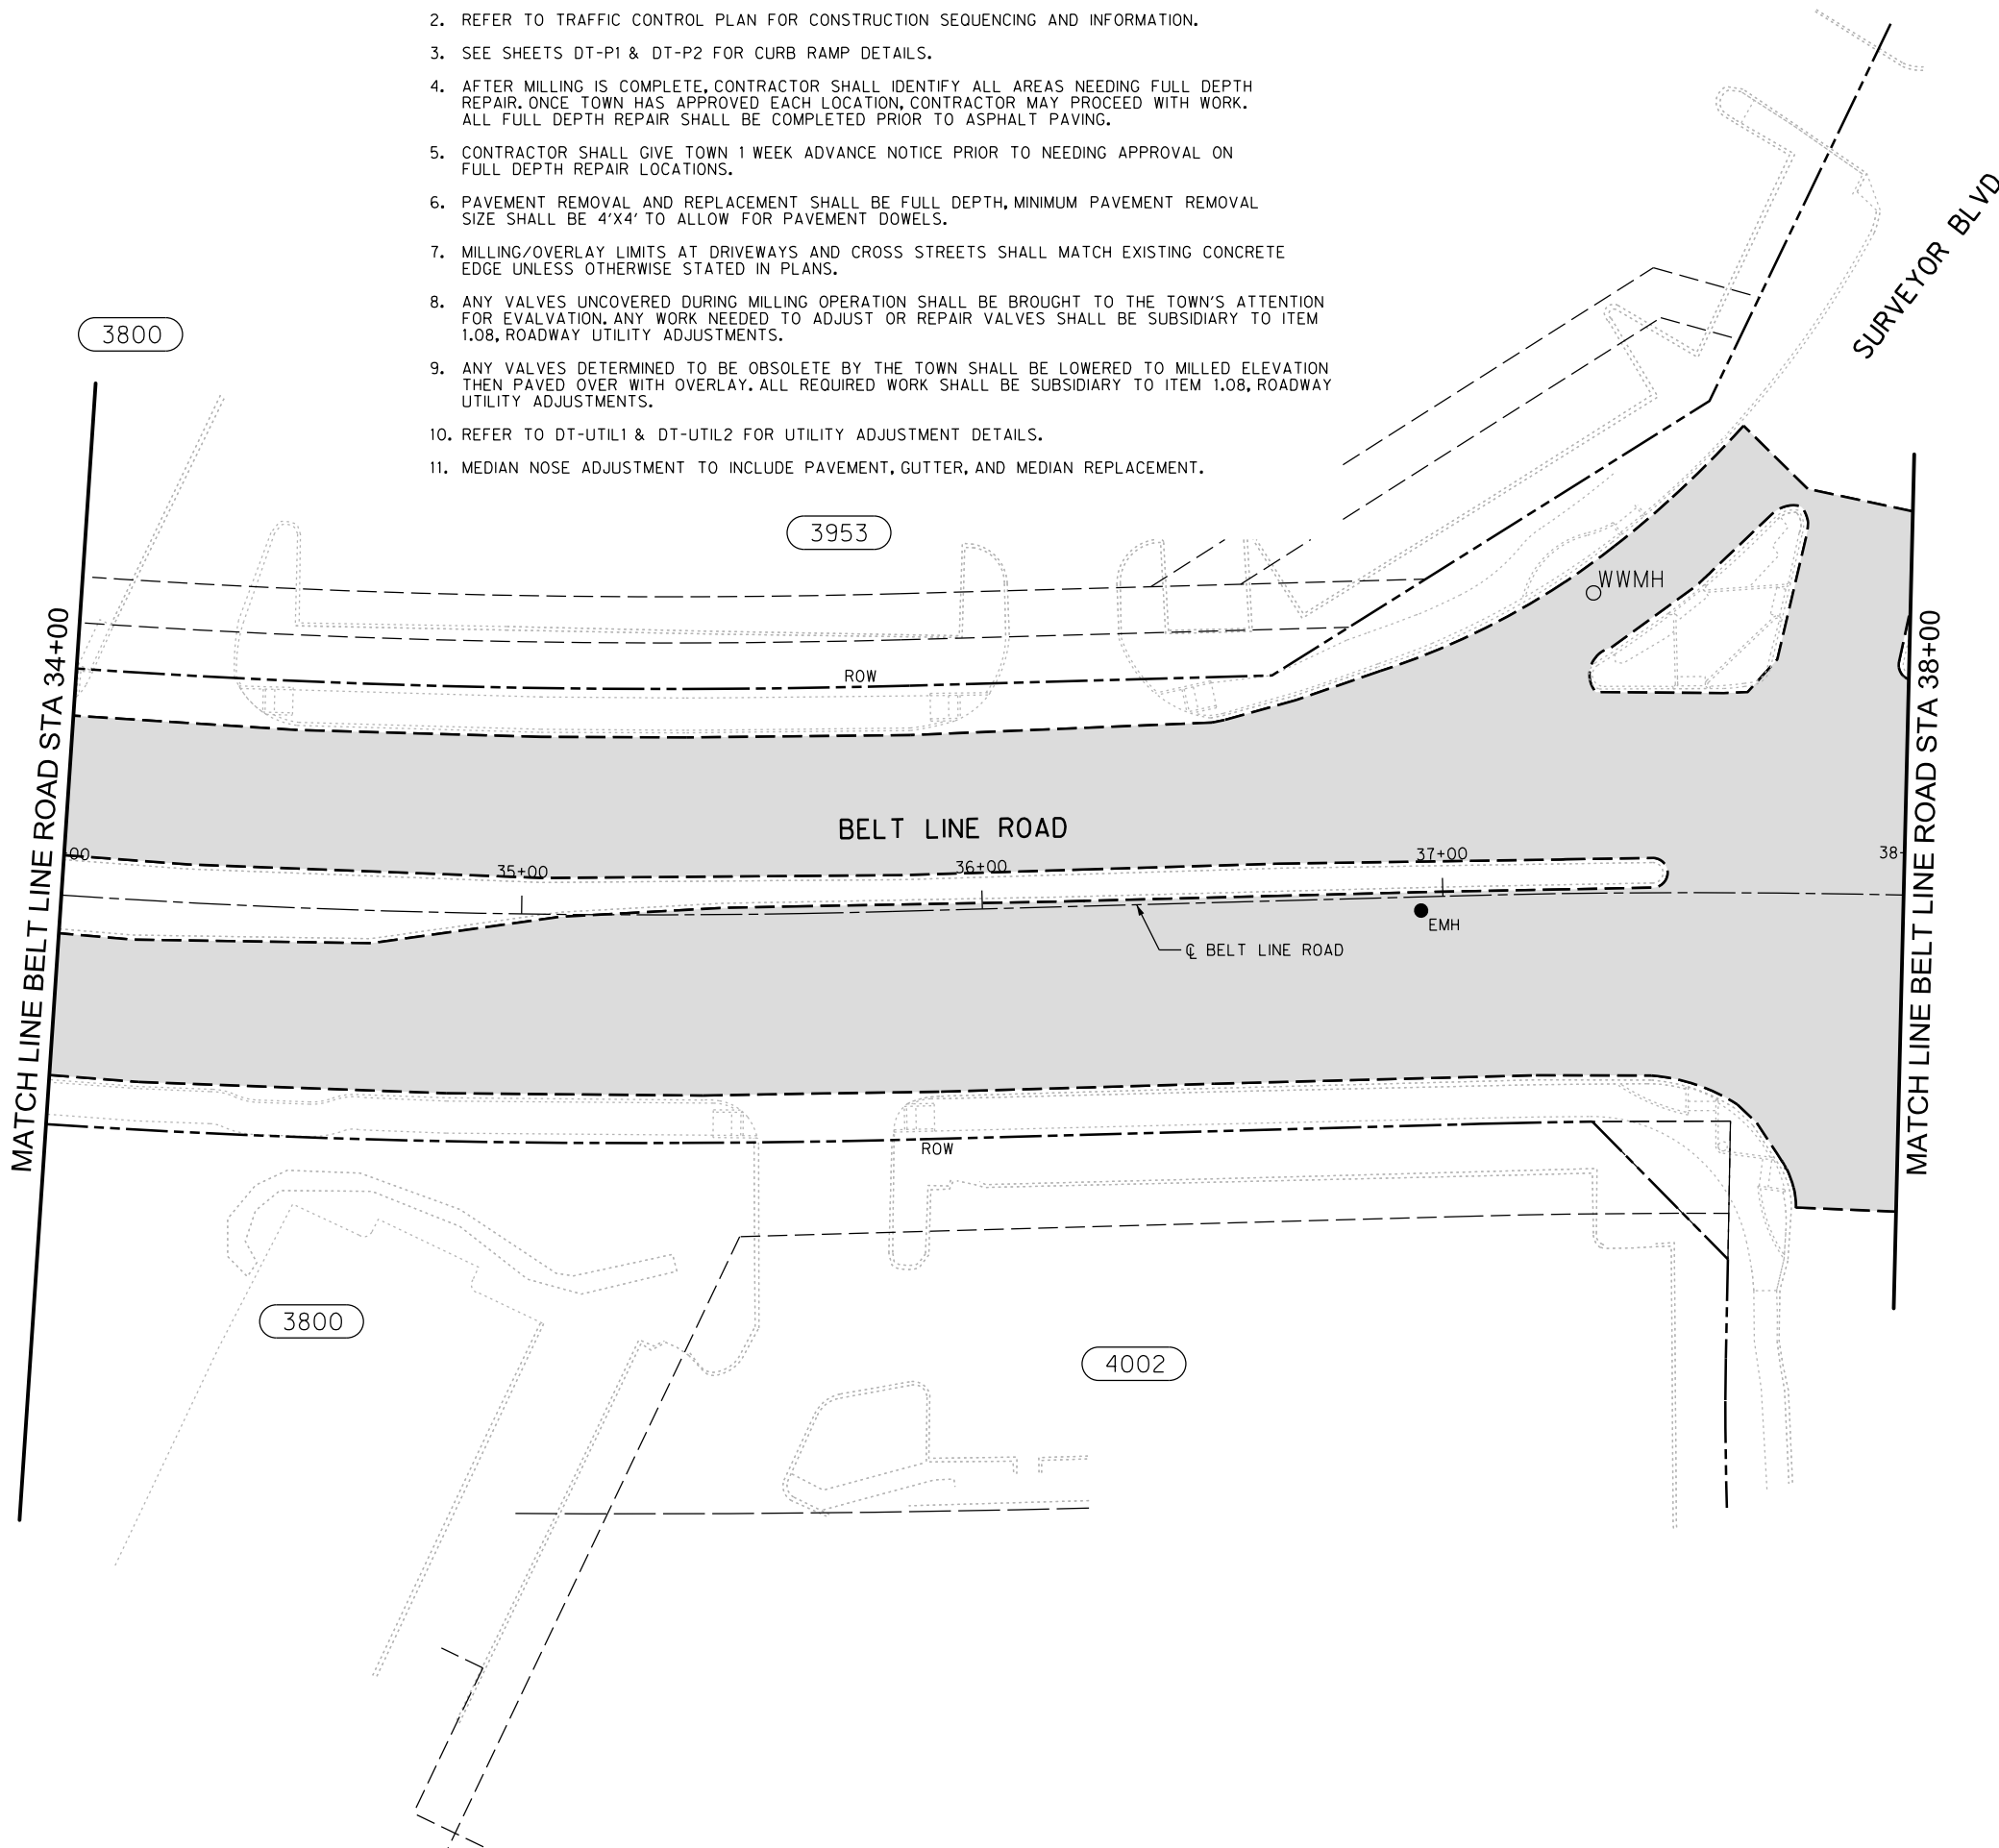 2. REFER TO TRAFFIC CONTROL PLAN FOR CONSTRUCTION SEQUENCING AND INFORMATION.
3. SEE SHEETS DT-P1 & DT-P2 FOR CURB RAMP DETAILS.
4. AFTER MILLING IS COMPLETE, CONTRACTOR SHALL IDENTIFY ALL AREAS NEEDING FULL DEPTH
REPAIR. ONCE TOWN HAS APPROVED EACH LOCATION, CONTRACTOR MAY PROCEED WITH WORK.
ALL FULL DEPTH REPAIR SHALL BE COMPLETED PRIOR TO ASPHALT PAVING.
5. CONTRACTOR SHALL GIVE TOWN 1 WEEK ADVANCE NOTICE PRIOR TO NEEDING APPROVAL ON
FULL DEPTH REPAIR LOCATIONS.
6. PAVEMENT REMOVAL AND REPLACEMENT SHALL BE FULL DEPTH, MINIMUM PAVEMENT REMOVAL
SIZE SHALL BE 4'X4' TO ALLOW FOR PAVEMENT DOWELS.
7. MILLING/OVERLAY LIMITS AT DRIVEWAYS AND CROSS STREETS SHALL MATCH EXISTING CONCRETE
EDGE UNLESS OTHERWISE STATED IN PLANS.
8. ANY VALVES UNCOVERED DURING MILLING OPERATION SHALL BE BROUGHT TO THE TOWN'S ATTENTION
FOR EVALVATION. ANY WORK NEEDED TO ADJUST OR REPAIR VALVES SHALL BE SUBSIDIARY TO ITEM
1.08, ROADWAY UTILITY ADJUSTMENTS.
9. ANY VALVES DETERMINED TO BE OBSOLETE BY THE TOWN SHALL BE LOWERED TO MILLED ELEVATION
THEN PAVED OVER WITH OVERLAY. ALL REQUIRED WORK SHALL BE SUBSIDIARY TO ITEM 1.08, ROADWAY
UTILITY ADJUSTMENTS.
10. REFER TO DT-UTIL1 & DT-UTIL2 FOR UTILITY ADJUSTMENT DETAILS.
11. MEDIAN NOSE ADJUSTMENT TO INCLUDE PAVEMENT, GUTTER, AND MEDIAN REPLACEMENT.
SURVEYOR BLVD
3800
3953
WWMH
MATCH LINE BELT LINE ROAD STA 34+00
MATCH LINE BELT LINE ROAD STA 38+00
ROW
BELT LINE ROAD
00
35+00
36+00
37+00
38+
EMH
℄ BELT LINE ROAD
ROW
3800
4002